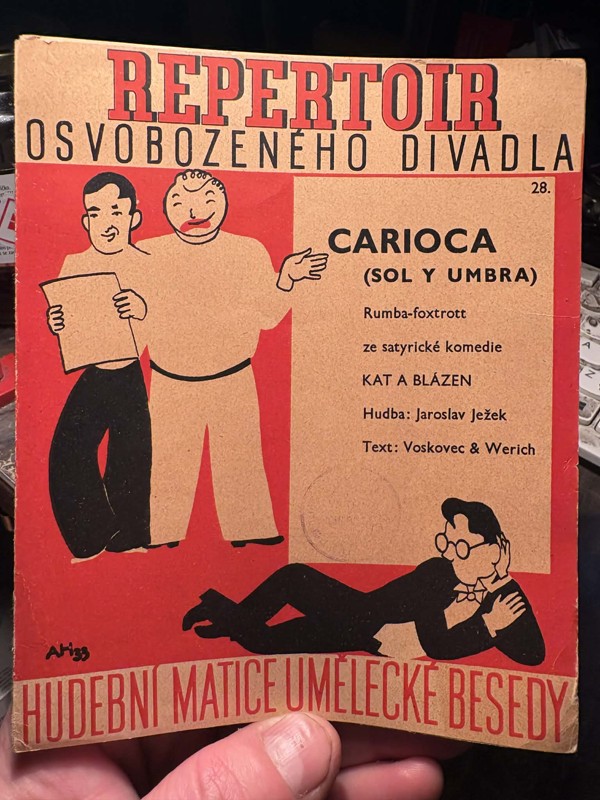 REPERTOIR
OSVOBOZENÉHO DIVADLA
28.
CARIOCA
(SOL Y UMBRA)
Rumba-foxtrott
ze satyrické komedie
KAT A BLÁZEN
Hudba: Jaroslav Ježek
Text: Voskovec & Werich
HUDEBNÍ MATICE UMĚLECKÉ BESEDY